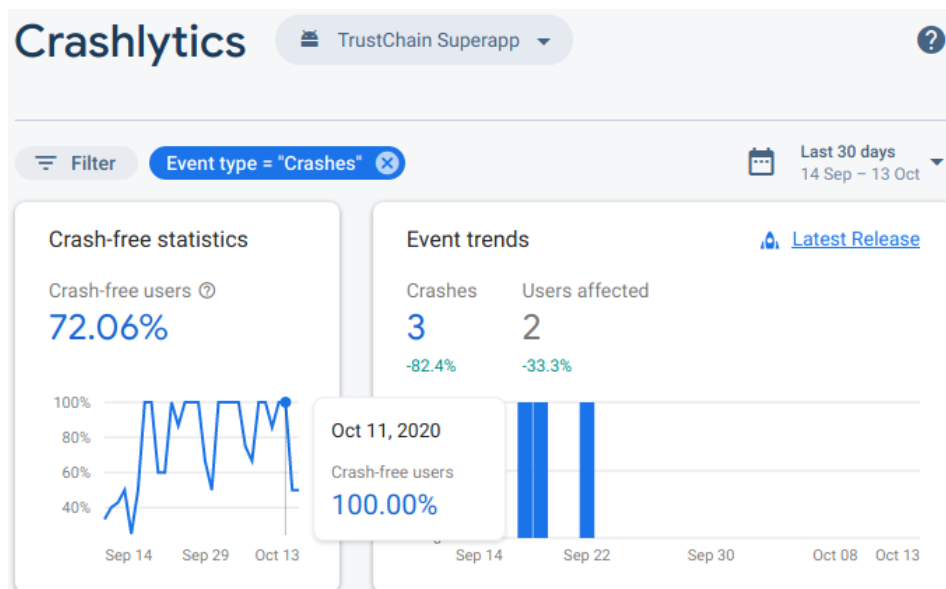 Crashlytics
TrustChain Superapp
Filter
Event type = "Crashes"
Last 30 days
14 Sep – 13 Oct
Crash-free statistics
Crash-free users
72.06%
100%
80%
60%
40%
Sep 14 Sep 29 Oct 13
Oct 11, 2020
Crash-free users
100.00%
Event trends
Latest Release
Crashes Users affected
3 2
-82.4% -33.3%
Sep 14 Sep 22 Sep 30 Oct 08 Oct 13